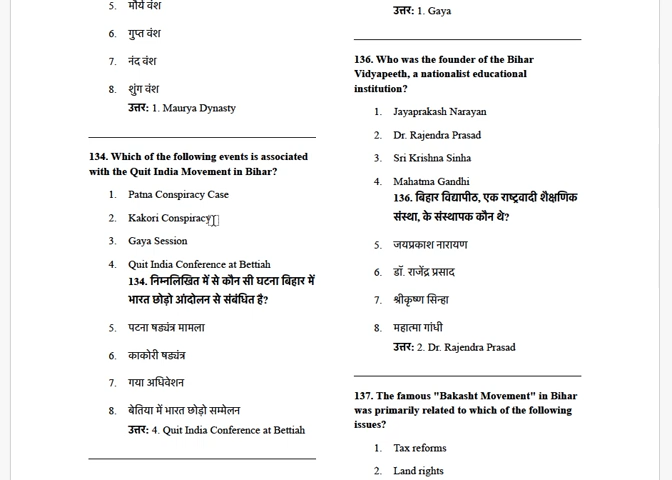 5. मौर्य वंश
6. गुप्त वंश
7. नंद वंश
8. शुंग वंश
उत्तर: 1. Maurya Dynasty
134. Which of the following events is associated
with the Quit India Movement in Bihar?
1. Patna Conspiracy Case
2. Kakori Conspiracy
3. Gaya Session
4. Quit India Conference at Bettiah
134. निम्नलिखित में से कौन सी घटना बिहार में
भारत छोड़ो आंदोलन से संबंधित है?
5. पटना षड्यंत्र मामला
6. काकोरी षड्यंत्र
7. गया अधिवेशन
8. बेतिया में भारत छोड़ो सम्मेलन
उत्तर: 4. Quit India Conference at Bettiah
उत्तर: 1. Gaya
136. Who was the founder of the Bihar
Vidyapeeth, a nationalist educational
institution?
1. Jayaprakash Narayan
2. Dr. Rajendra Prasad
3. Sri Krishna Sinha
4. Mahatma Gandhi
136. बिहार विद्यापीठ, एक राष्ट्रवादी शैक्षणिक
संस्था, के संस्थापक कौन थे?
5. जयप्रकाश नारायण
6. डॉ. राजेंद्र प्रसाद
7. श्रीकृष्ण सिन्हा
8. महात्मा गांधी
उत्तर: 2. Dr. Rajendra Prasad
137. The famous "Bakasht Movement" in Bihar
was primarily related to which of the following
issues?
1. Tax reforms
2. Land rights